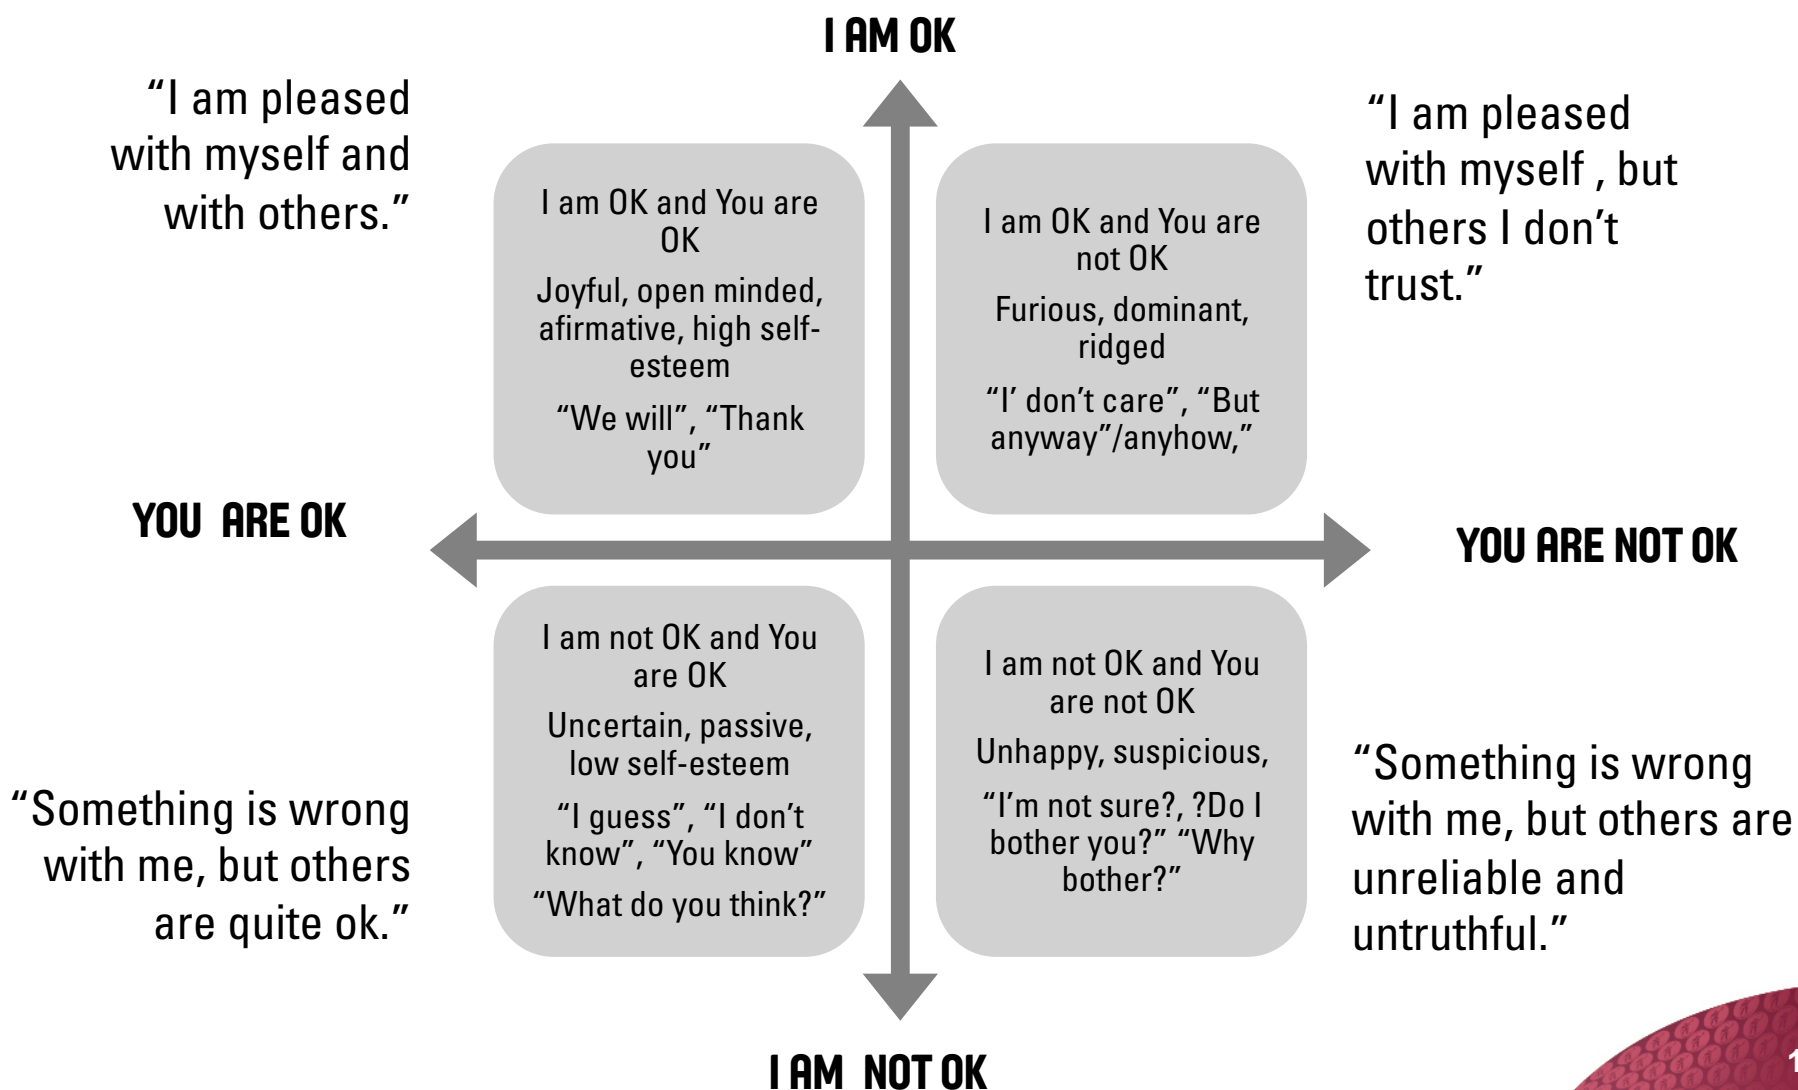 I AM OK
“I am pleased
with myself and
with others.”
I am OK and You are
OK
Joyful, open minded,
afirmative, high self-
esteem
“We will”, “Thank
you”
I am OK and You are
not OK
Furious, dominant,
ridged
“I’ don’t care”, “But
anyway”/anyhow,”
“I am pleased
with myself , but
others I don’t
trust.”
YOU ARE OK
YOU ARE NOT OK
“Something is wrong
with me, but others
are quite ok.”
I am not OK and You
are OK
Uncertain, passive,
low self-esteem
“I guess”, “I don’t
know”, “You know”
“What do you think?”
I am not OK and You
are not OK
Unhappy, suspicious,
“I’m not sure?, ?Do I
bother you?” “Why
bother?”
“Something is wrong
with me, but others are
unreliable and
untruthful.”
I AM NOT OK